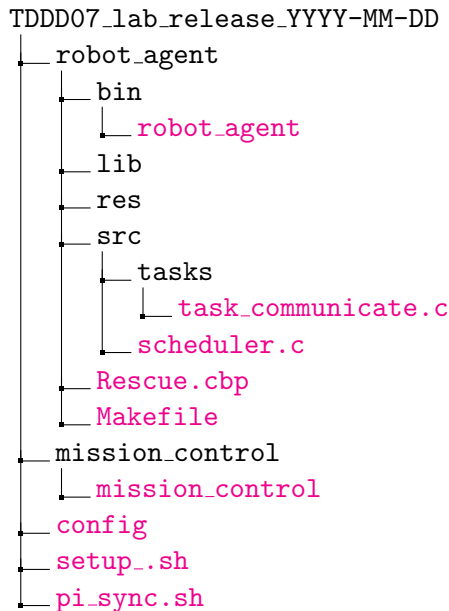 TDDD07_lab_release_YYYY-MM-DD
robot_agent
bin
robot_agent
lib
res
src
tasks
task_communicate.c
scheduler.c
Rescue.cbp
Makefile
mission_control
mission_control
config
setup_.sh
pi_sync.sh